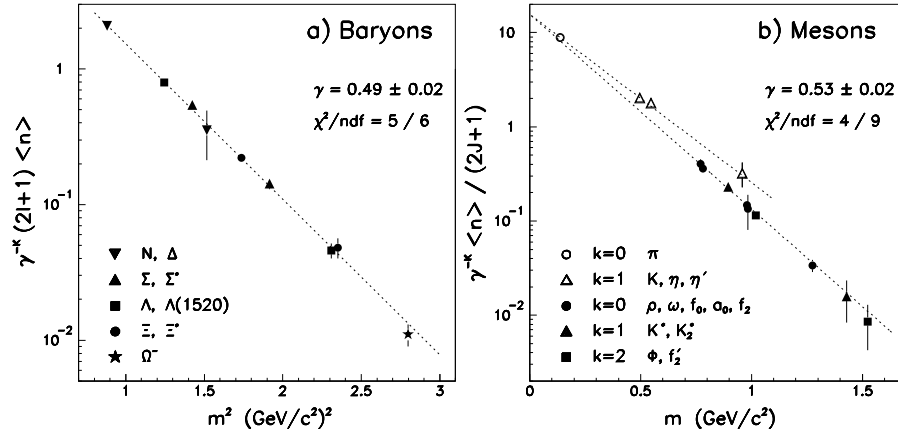 a) Baryons
γ = 0.49 ± 0.02
χ²/ndf = 5 / 6
γ⁻ᴷ (2I+1) <n>
1
10⁻¹
10⁻²
N, Δ
Σ, Σ*
Λ, Λ(1520)
Ξ, Ξ*
Ω⁻
1 1.5 2 2.5 3
m² (GeV/c²)²
b) Mesons
γ = 0.53 ± 0.02
χ²/ndf = 4 / 9
γ⁻ᴷ <n> / (2J+1)
10
1
10⁻¹
10⁻²
k=0 π
k=1 K, η, η′
k=0 ρ, ω, f₀, a₀, f₂
k=1 K*, K₂*
k=2 Φ, f₂′
0 0.5 1 1.5
m (GeV/c²)